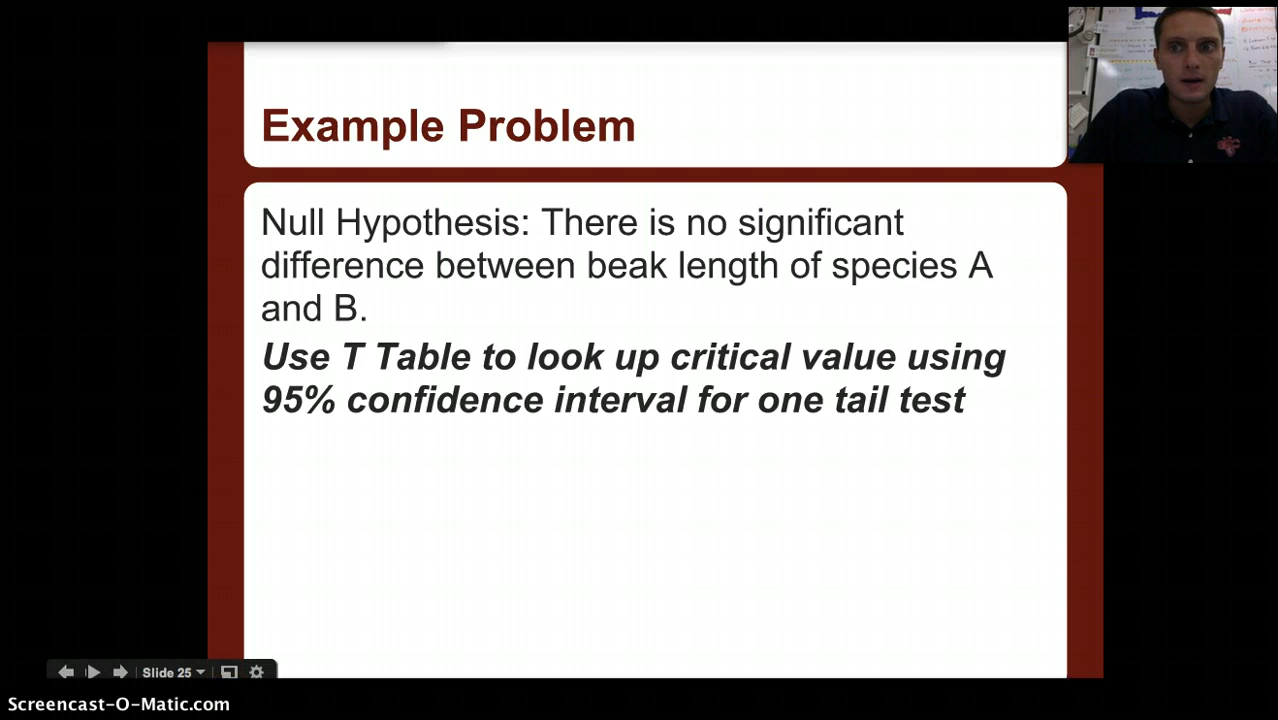 Example Problem
Null Hypothesis: There is no significant
difference between beak length of species A
and B.
Use T Table to look up critical value using
95% confidence interval for one tail test
Slide 25
Screencast-O-Matic.com